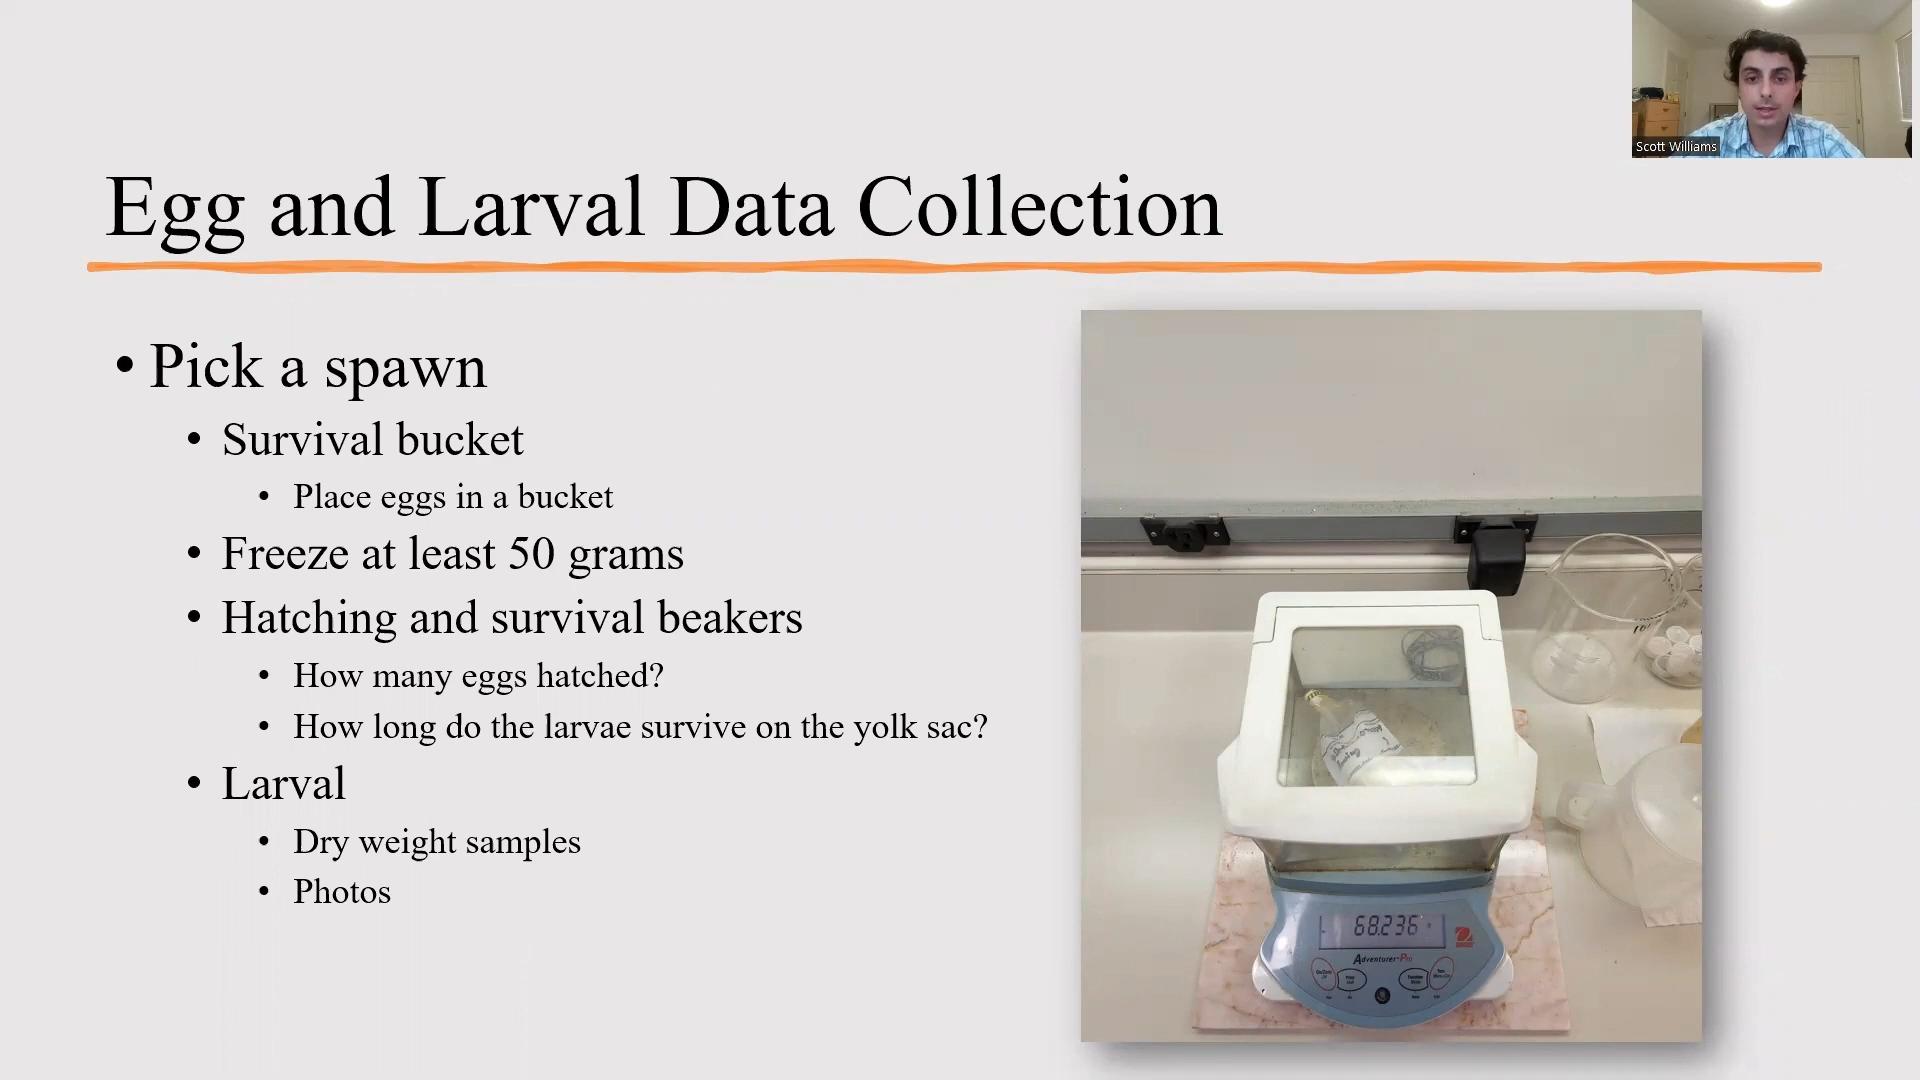 Scott Williams
Egg and Larval Data Collection
• Pick a spawn
• Survival bucket
• Place eggs in a bucket
• Freeze at least 50 grams
• Hatching and survival beakers
• How many eggs hatched?
• How long do the larvae survive on the yolk sac?
• Larval
• Dry weight samples
• Photos
68.236
Adventurer Pro